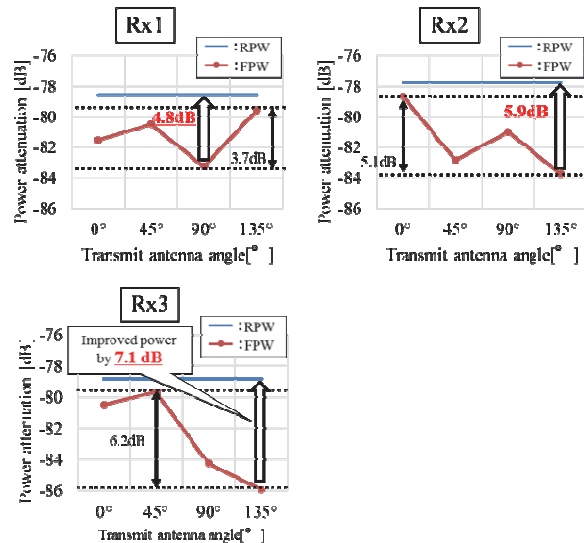 Rx1
Power attenuation [dB]
-76
-78
-80
-82
-84
-86
:RPW
:FPW
4.8dB
3.7dB
0° 45° 90° 135°
Transmit antenna angle[° ]
Rx2
Power attenuation [dB]
-76
-78
-80
-82
-84
-86
:RPW
:FPW
5.9dB
5.1dB
0° 45° 90° 135°
Transmit antenna angle[° ]
Rx3
Power attenuation [dB]
-76
-78
-80
-82
-84
-86
:RPW
:FPW
Improved power
by 7.1 dB
6.2dB
0° 45° 90° 135°
Transmit antenna angle[° ]